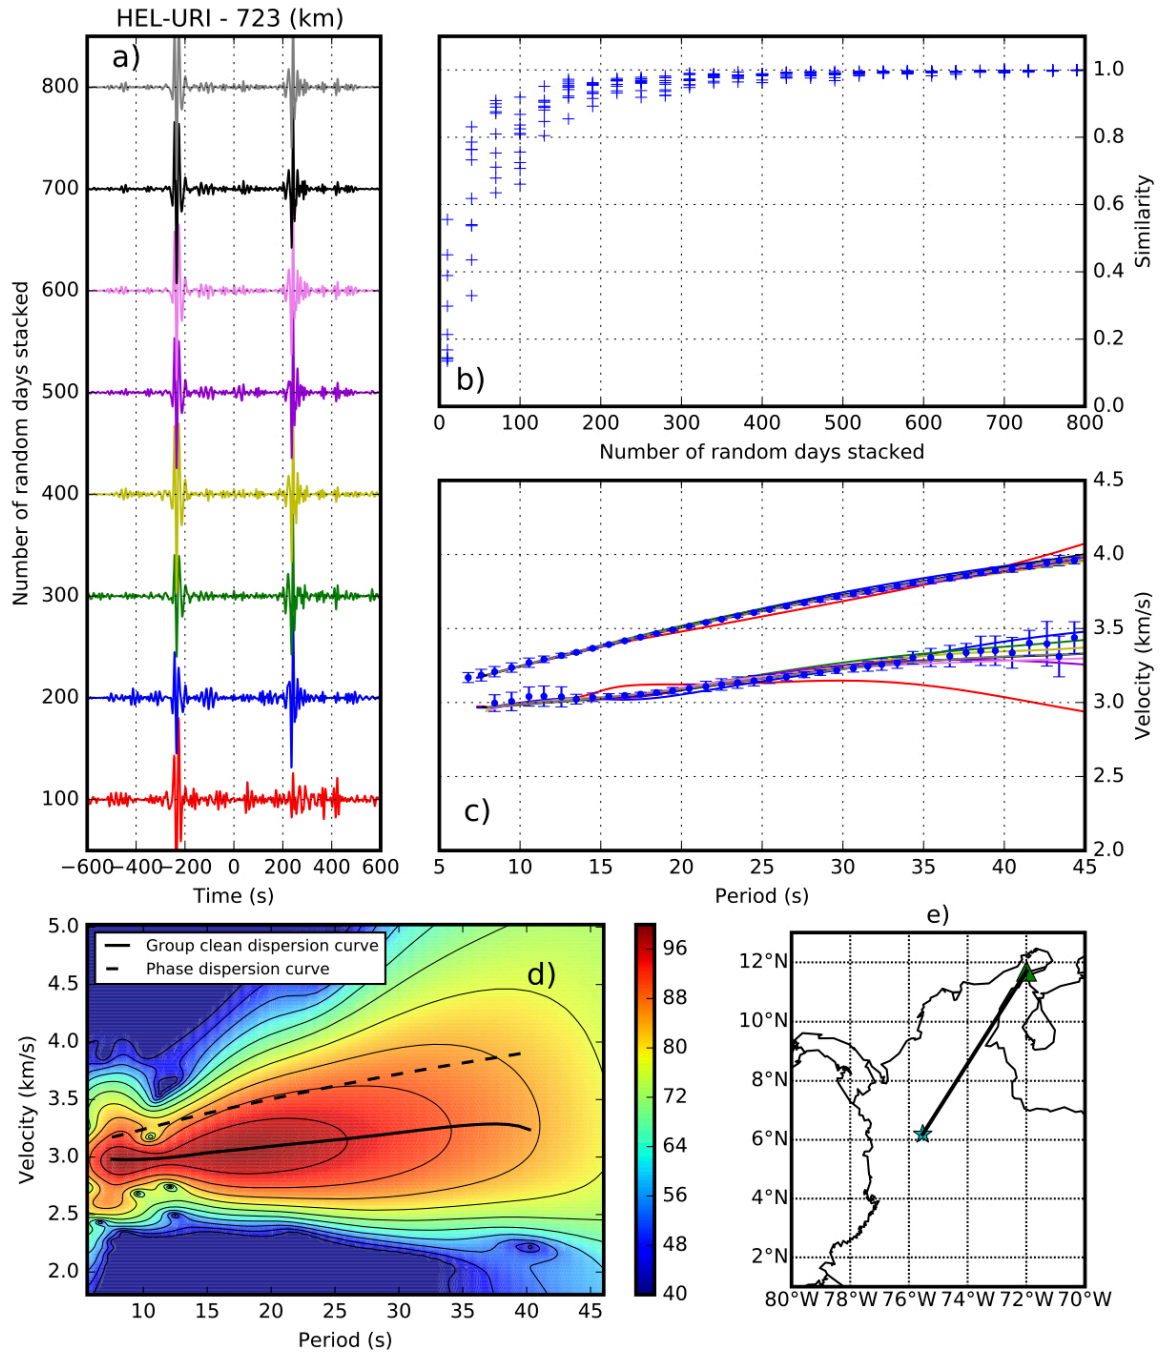 HEL-URI - 723 (km)
a)
800
700
600
500
400
300
200
100
Number of random days stacked
−600 −400 −200 0 200 400 600
Time (s)
1.0
0.8
0.6
0.4
0.2
0.0
Similarity
b)
0 100 200 300 400 500 600 700 800
Number of random days stacked
4.5
4.0
3.5
3.0
2.5
2.0
Velocity (km/s)
c)
5 10 15 20 25 30 35 40 45
Period (s)
5.0
4.5
4.0
3.5
3.0
2.5
2.0
Velocity (km/s)
Group clean dispersion curve
Phase dispersion curve
d)
10 15 20 25 30 35 40 45
Period (s)
96
88
80
72
64
56
48
40
e)
12°N
10°N
8°N
6°N
4°N
2°N
80°W 78°W 76°W 74°W 72°W 70°W